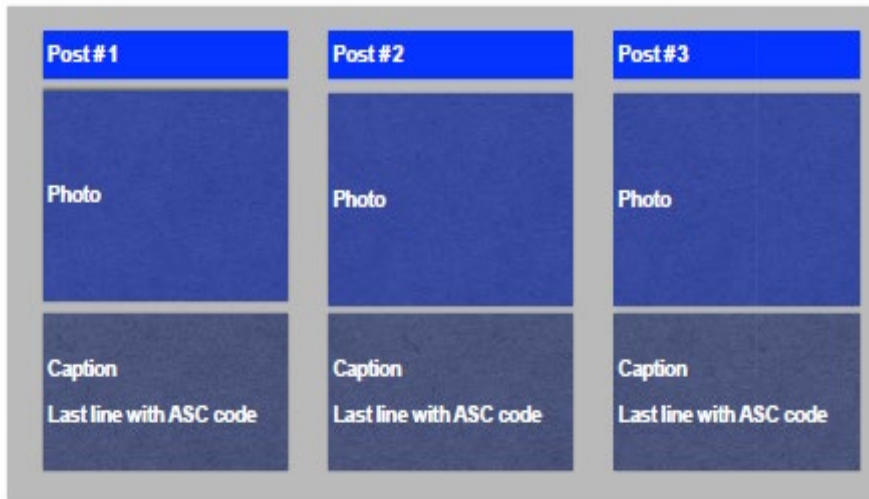 Post #1
Photo
Caption
Last line with ASC code
Post #2
Photo
Caption
Last line with ASC code
Post #3
Photo
Caption
Last line with ASC code